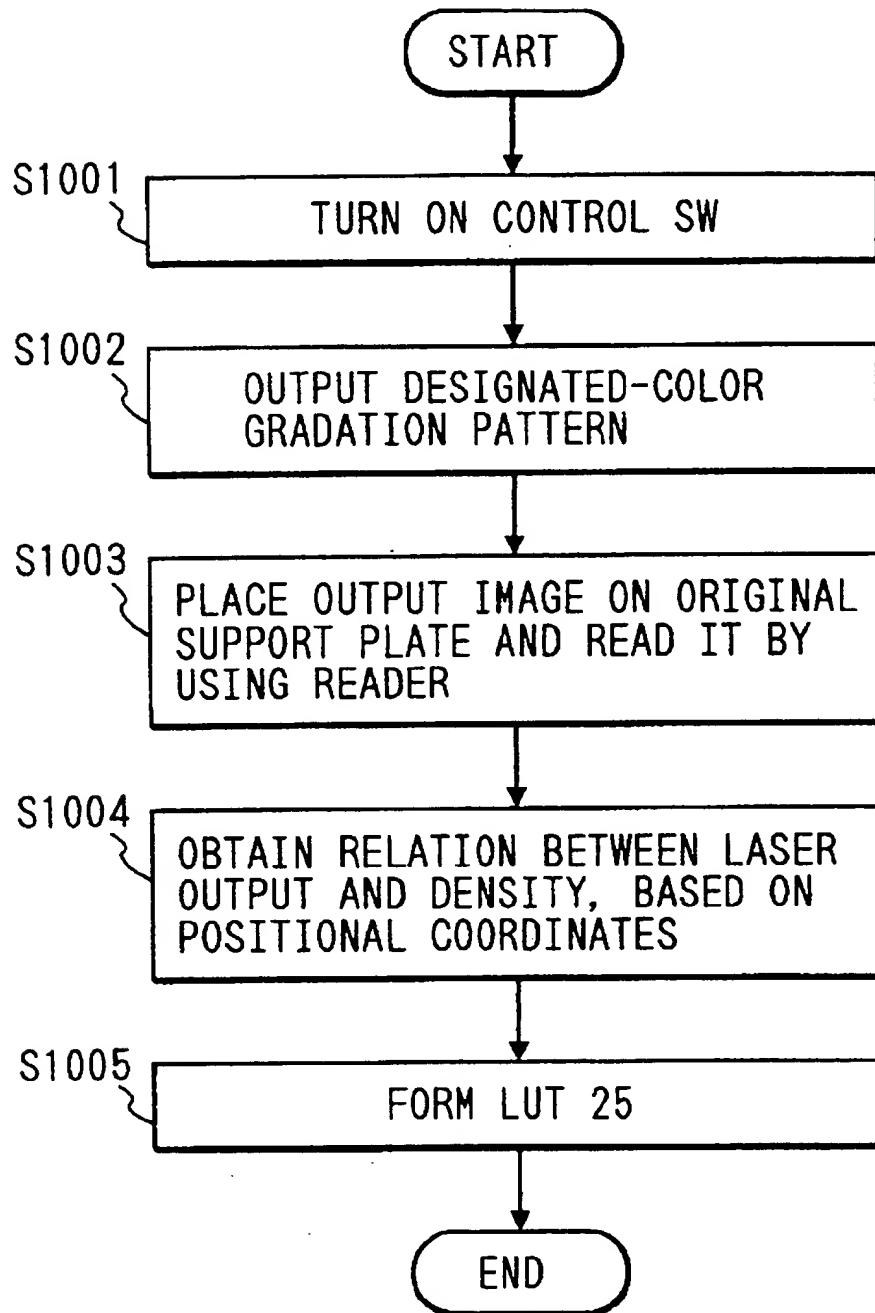 START
S1001
TURN ON CONTROL SW
S1002
OUTPUT DESIGNATED-COLOR
GRADATION PATTERN
S1003
PLACE OUTPUT IMAGE ON ORIGINAL
SUPPORT PLATE AND READ IT BY
USING READER
S1004
OBTAIN RELATION BETWEEN LASER
OUTPUT AND DENSITY, BASED ON
POSITIONAL COORDINATES
S1005
FORM LUT 25
END